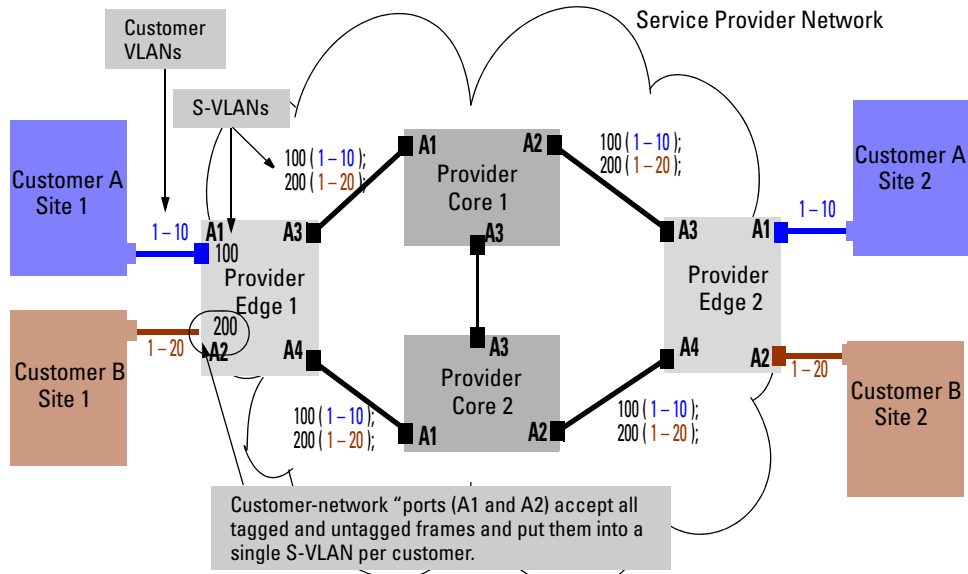 Service Provider Network
Customer
VLANs
S-VLANs
100 ( 1 – 10 );
200 ( 1 – 20 );
A1
A2
Provider
Core 1
A3
100 ( 1 – 10 );
200 ( 1 – 20 );
Customer A
Site 1
1 – 10
A1
100
A3
Provider
Edge 1
200
A2
A4
A3
Provider
Edge 2
A1
A4
A2
1 – 10
Customer A
Site 2
Customer B
Site 1
1 – 20
A3
Provider
Core 2
A1
A2
100 ( 1 – 10 );
200 ( 1 – 20 );
100 ( 1 – 10 );
200 ( 1 – 20 );
1 – 20
Customer B
Site 2
Customer-network “ports (A1 and A2) accept all
tagged and untagged frames and put them into a
single S-VLAN per customer.